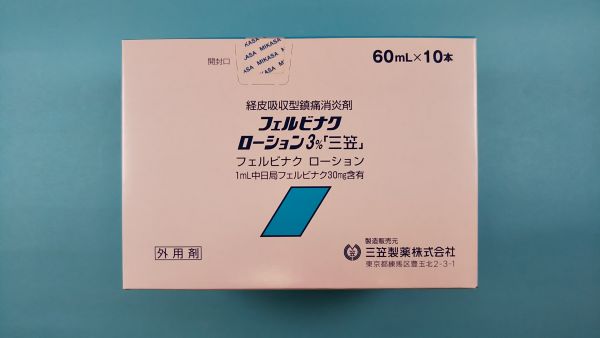 開封口
MIKASA MIKASA
60mL×10本
経皮吸収型鎮痛消炎剤
フェルビナク
ローション3%「三笠」
フェルビナク ローション
1mL中日局フェルビナク30mg含有
外用剤
製造販売元
三笠製薬株式会社
東京都練馬区豊玉北2-3-1